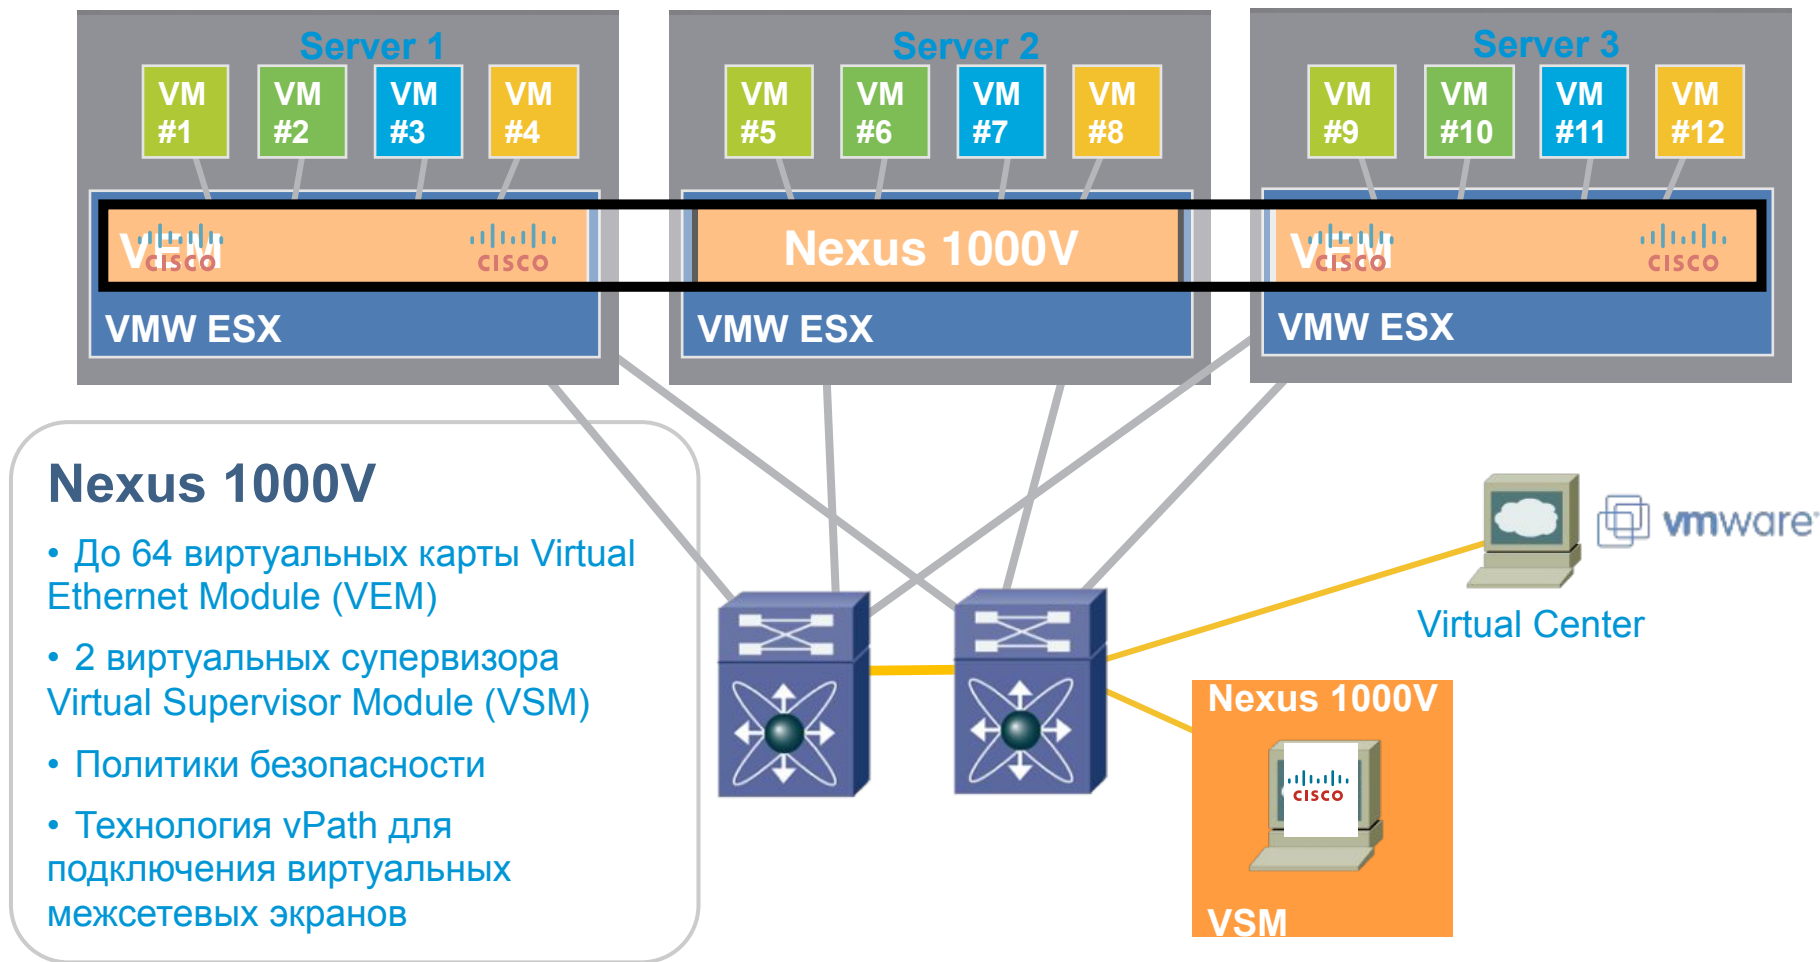 Server 1
Server 2
Server 3
VM #1
VM #2
VM #3
VM #4
VM #5
VM #6
VM #7
VM #8
VM #9
VM #10
VM #11
VM #12
VEM
CISCO
CISCO
Nexus 1000V
VEM
CISCO
CISCO
VMW ESX
VMW ESX
VMW ESX
Nexus 1000V
• До 64 виртуальных карты Virtual
Ethernet Module (VEM)
• 2 виртуальных супервизора
Virtual Supervisor Module (VSM)
• Политики безопасности
• Технология vPath для
подключения виртуальных
межсетевых экранов
vmware
Virtual Center
Nexus 1000V
CISCO
VSM